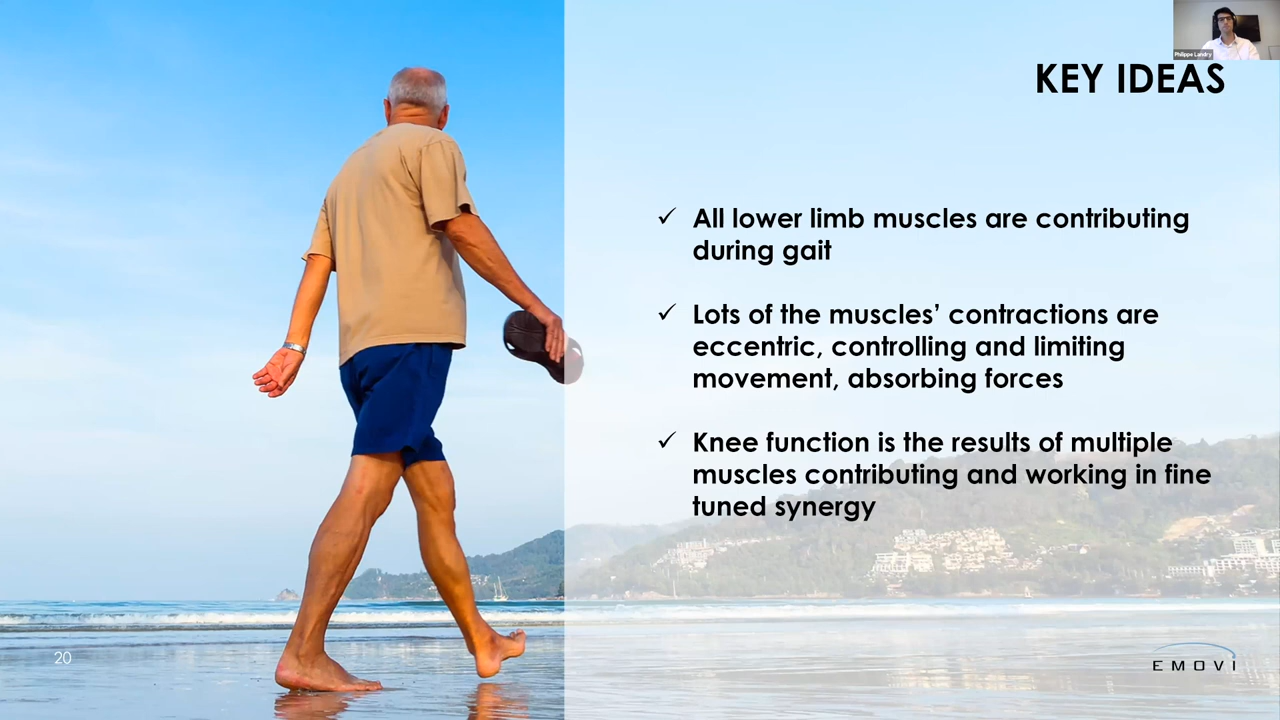 Philippe Landry
KEY IDEAS
✓ All lower limb muscles are contributing
during gait
✓ Lots of the muscles’ contractions are
eccentric, controlling and limiting
movement, absorbing forces
✓ Knee function is the results of multiple
muscles contributing and working in fine
tuned synergy
20
EMOVI